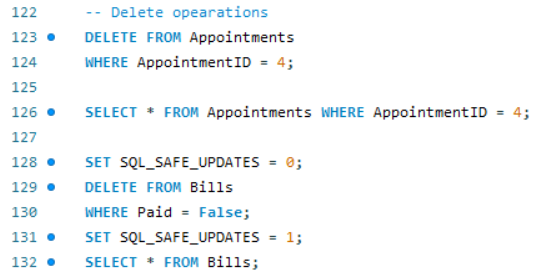 122 -- Delete opearations
123 DELETE FROM Appointments
124 WHERE AppointmentID = 4;
125
126 SELECT * FROM Appointments WHERE AppointmentID = 4;
127
128 SET SQL_SAFE_UPDATES = 0;
129 DELETE FROM Bills
130 WHERE Paid = False;
131 SET SQL_SAFE_UPDATES = 1;
132 SELECT * FROM Bills;